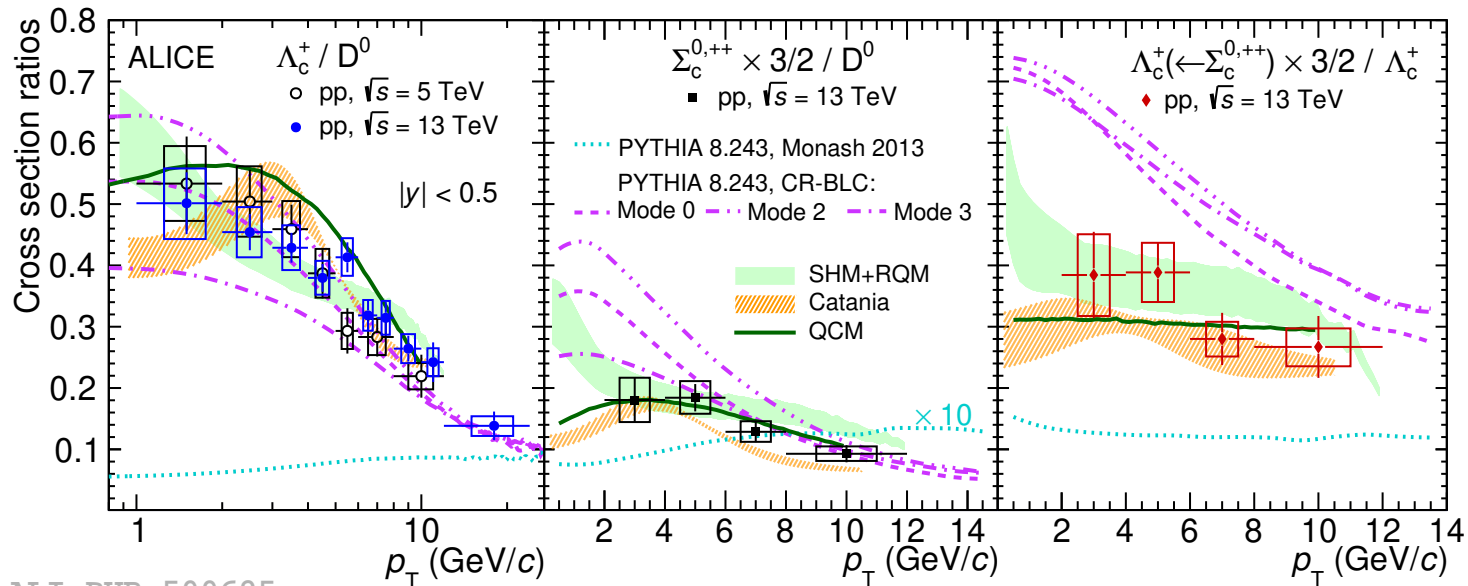 ALICE
Λc+ / D0
pp, √s = 5 TeV
pp, √s = 13 TeV
|y| < 0.5
Σc0,++ × 3/2 / D0
pp, √s = 13 TeV
PYTHIA 8.243, Monash 2013
PYTHIA 8.243, CR-BLC:
Mode 0 Mode 2 Mode 3
SHM+RQM
Catania
QCM
× 10
Λc+(←Σc0,++) × 3/2 / Λc+
pp, √s = 13 TeV
Cross section ratios
0.8
0.7
0.6
0.5
0.4
0.3
0.2
0.1
1 10
2 4 6 8 10 12 14
2 4 6 8 10 12 14
pT (GeV/c)
pT (GeV/c)
pT (GeV/c)